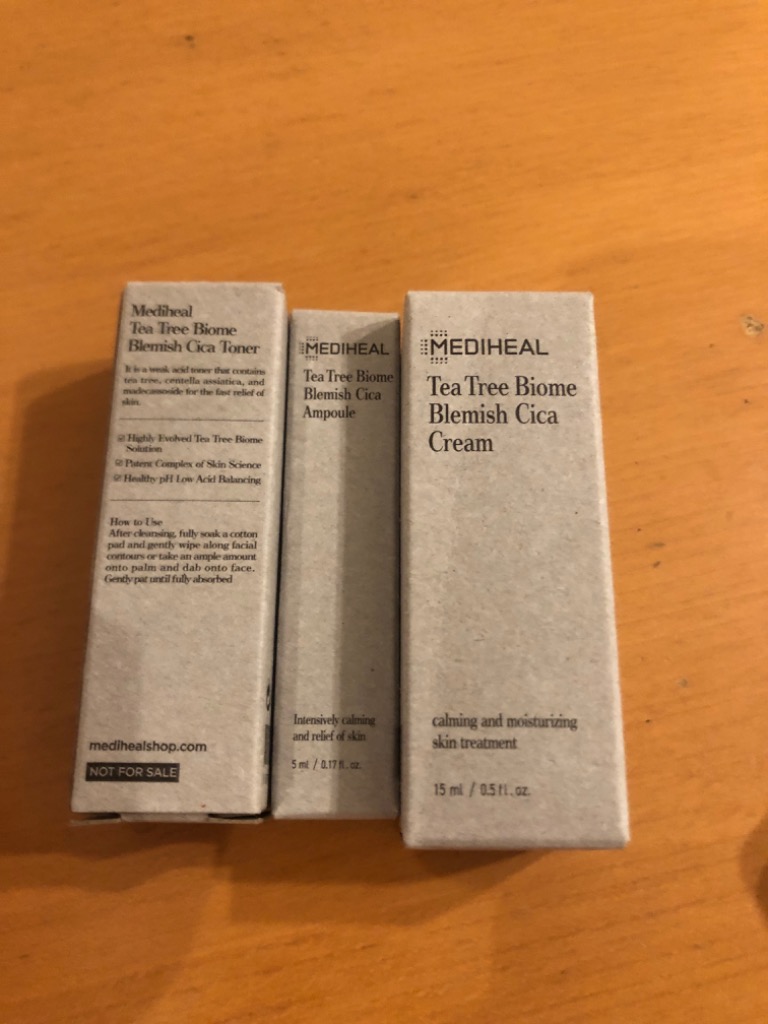 Mediheal
Tea Tree Biome
Blemish Cica Toner
It is a weak acid toner that contains
tea tree, centella assiatica, and
madecassoside for the fast relief of
skin.
Highly Evolved Tea Tree Biome
Solution
Patent Complex of Skin Science
Healthy pH Low Acid Balancing
How to Use
After cleansing, fully soak a cotton
pad and gently wipe along facial
contours or take an ample amount
onto palm and dab onto face.
Gently pat until fully absorbed
medihealshop.com
NOT FOR SALE
MEDIHEAL
Tea Tree Biome
Blemish Cica
Ampoule
Intensively calming
and relief of skin
5 ml / 0.17 fl. oz.
MEDIHEAL
Tea Tree Biome
Blemish Cica
Cream
calming and moisturizing
skin treatment
15 ml / 0.5 fl. oz.